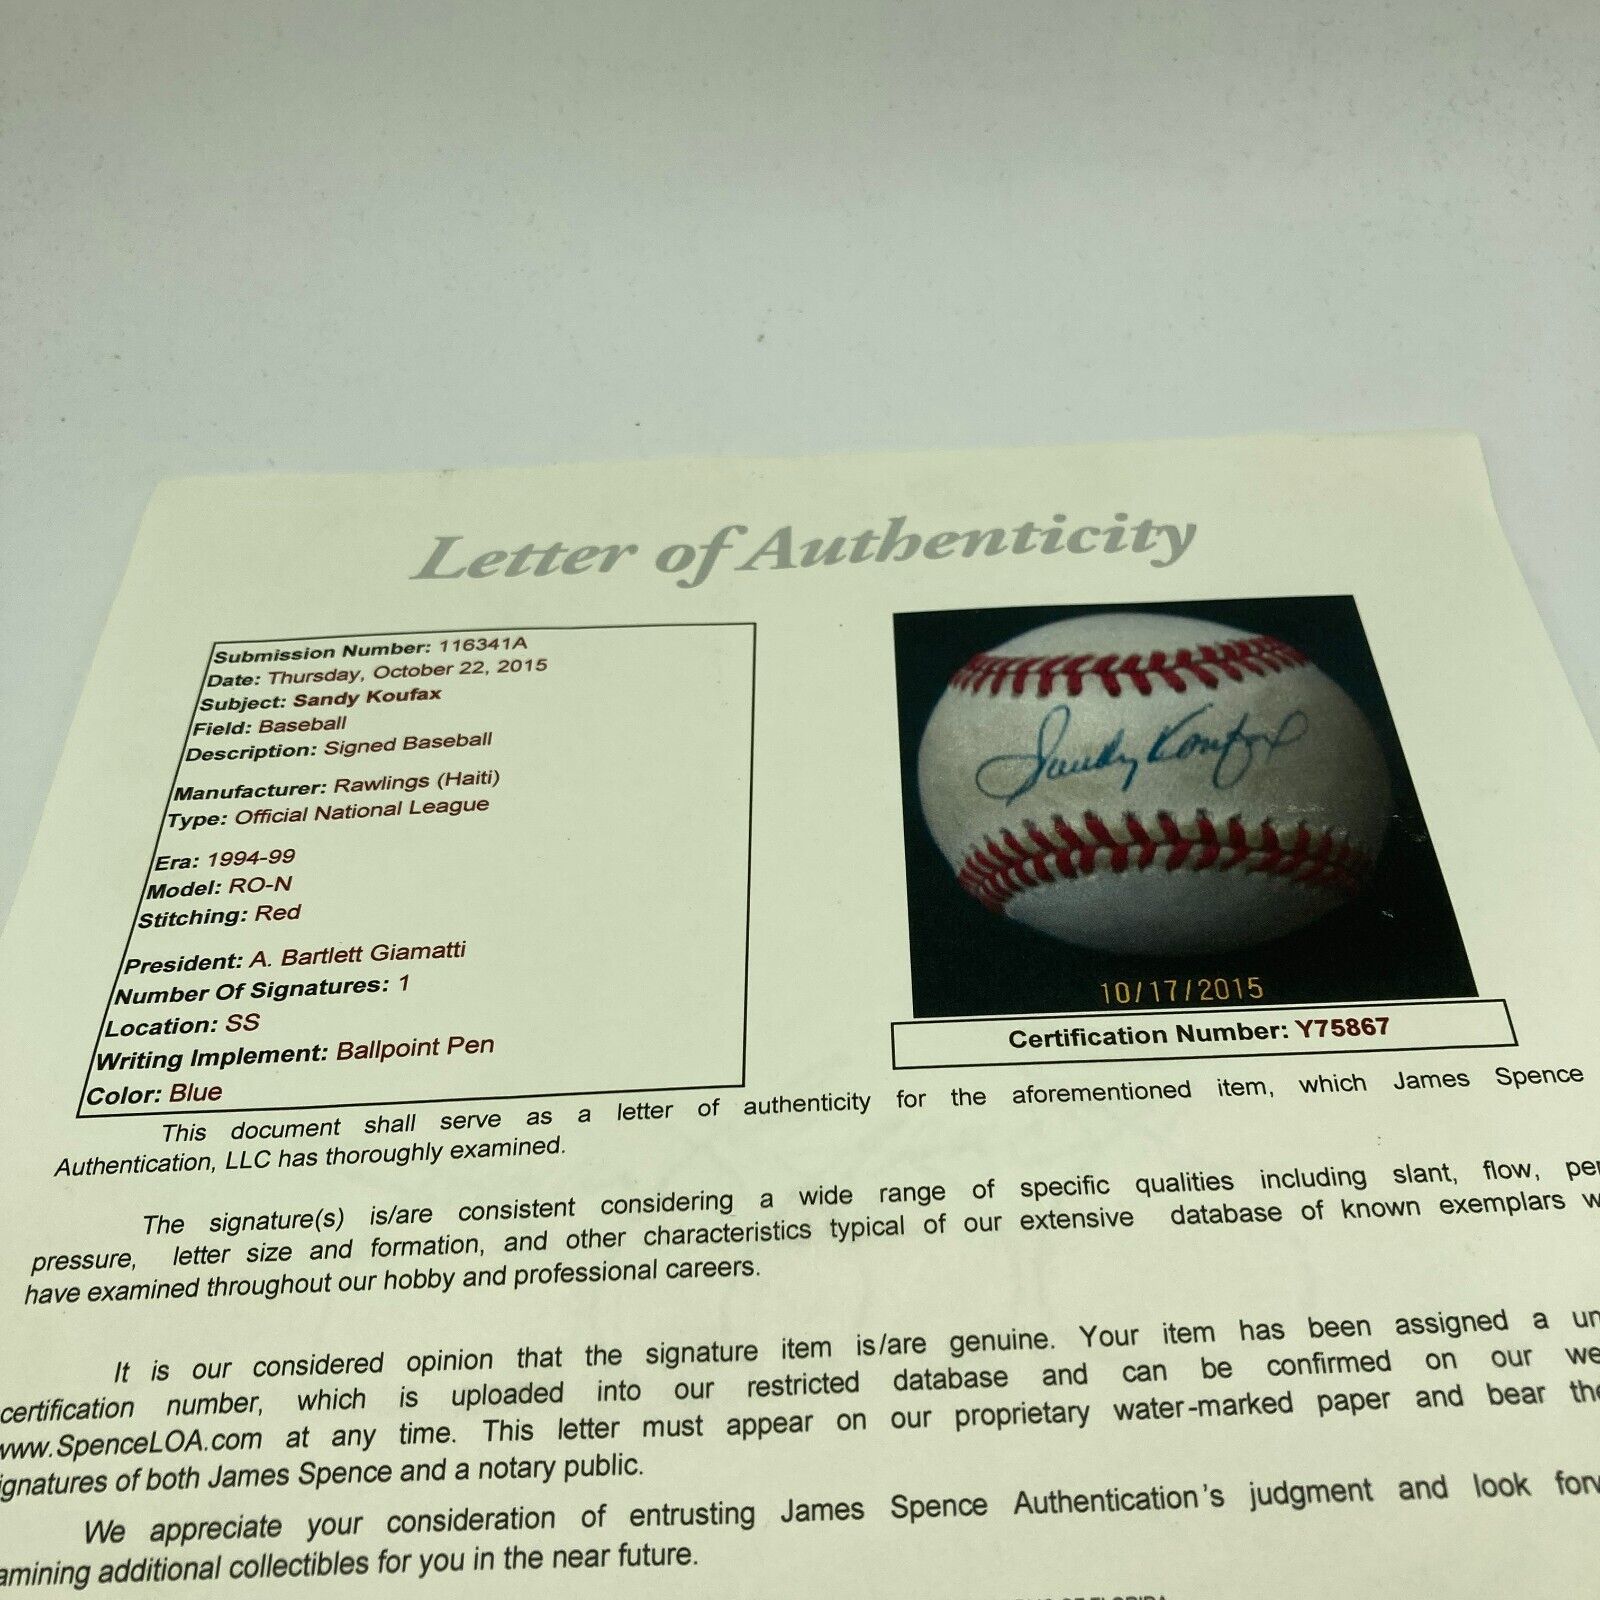 Letter of Authenticity
Submission Number: 116341A
Date: Thursday, October 22, 2015
Subject: Sandy Koufax
Field: Baseball
Description: Signed Baseball
Manufacturer: Rawlings (Haiti)
Type: Official National League
Era: 1994-99
Model: RO-N
Stitching: Red
President: A. Bartlett Giamatti
Number Of Signatures: 1
Location: SS
Writing Implement: Ballpoint Pen
Color: Blue
Sandy Koufax
10/17/2015
Certification Number: Y75867
This document shall serve as a letter of authenticity for the aforementioned item, which James Spence
Authentication, LLC has thoroughly examined.
The signature(s) is/are consistent considering a wide range of specific qualities including slant, flow, pe
pressure, letter size and formation, and other characteristics typical of our extensive database of known exemplars w
have examined throughout our hobby and professional careers.
It is our considered opinion that the signature item is/are genuine. Your item has been assigned a un
certification number, which is uploaded into our restricted database and can be confirmed on our we
www.SpenceLOA.com at any time. This letter must appear on our proprietary water-marked paper and bear the
ignatures of both James Spence and a notary public.
We appreciate your consideration of entrusting James Spence Authentication's judgment and look forw
amining additional collectibles for you in the near future.